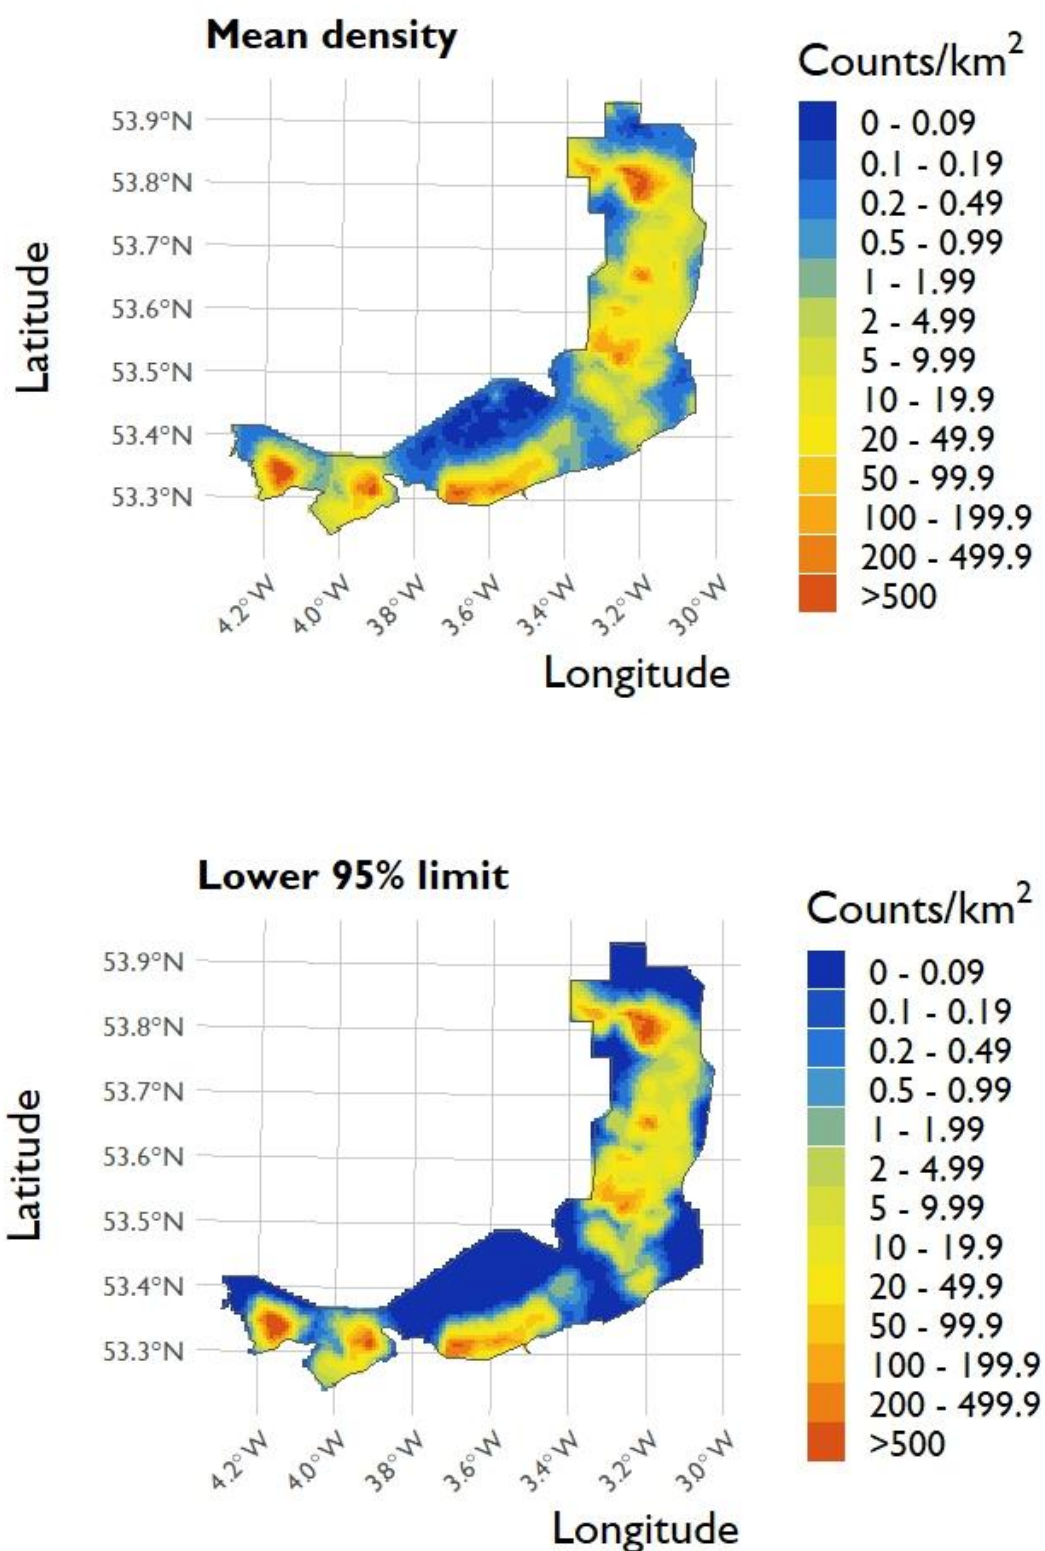 Mean density
Counts/km²
0 - 0.09
0.1 - 0.19
0.2 - 0.49
0.5 - 0.99
1 - 1.99
2 - 4.99
5 - 9.99
10 - 19.9
20 - 49.9
50 - 99.9
100 - 199.9
200 - 499.9
>500
Latitude
53.9°N
53.8°N
53.7°N
53.6°N
53.5°N
53.4°N
53.3°N
4.2°W
4.0°W
3.8°W
3.6°W
3.4°W
3.2°W
3.0°W
Longitude
Lower 95% limit
Counts/km²
0 - 0.09
0.1 - 0.19
0.2 - 0.49
0.5 - 0.99
1 - 1.99
2 - 4.99
5 - 9.99
10 - 19.9
20 - 49.9
50 - 99.9
100 - 199.9
200 - 499.9
>500
Latitude
53.9°N
53.8°N
53.7°N
53.6°N
53.5°N
53.4°N
53.3°N
4.2°W
4.0°W
3.8°W
3.6°W
3.4°W
3.2°W
3.0°W
Longitude